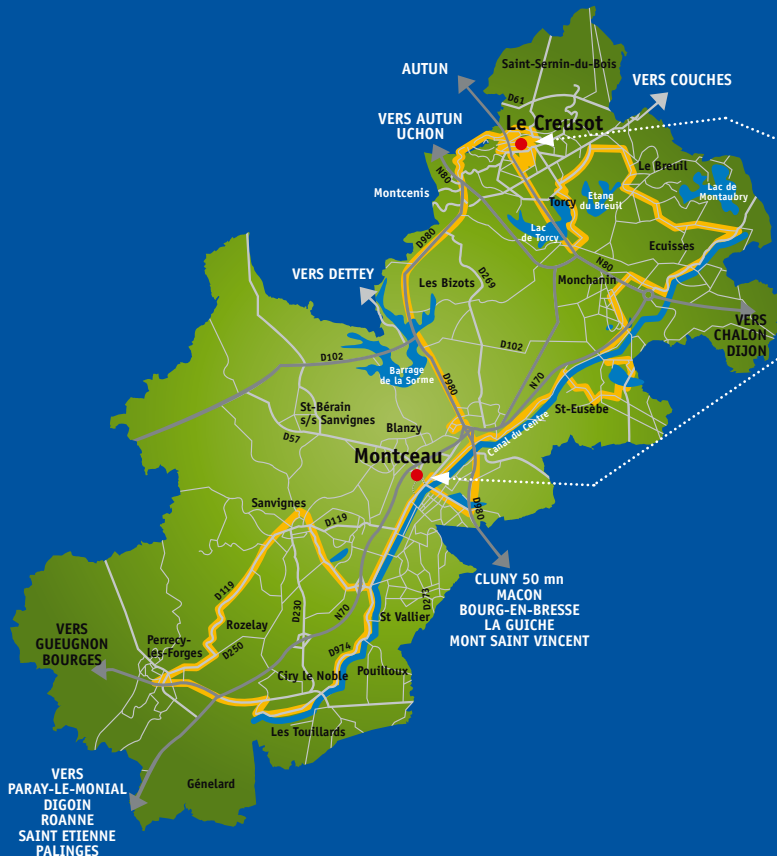 AUTUN
Saint-Sernin-du-Bois
VERS COUCHES
D61
VERS AUTUN
UCHON
Le Creusot
N80
Le Breuil
Montcenis
Torcy
Etang
du Breuil
Lac de
Montaubry
Lac
de Torcy
D980
Ecuisses
VERS DETTEY
Les Bizots
D269
Monchanin
N80
VERS
CHALON
DIJON
D102
D102
Barrage
de la Sorme
D980
N70
St-Bérain
s/s Sanvignes
Blanzy
St-Eusèbe
Canal du Centre
D57
Montceau
Sanvignes
D119
D980
CLUNY 50 mn
MACON
BOURG-EN-BRESSE
LA GUICHE
MONT SAINT VINCENT
D119
D230
N70
D273
St Vallier
VERS
GUEUGNON
BOURGES
Rozelay
Perrecy-
les-Forges
D250
D974
Ciry le Noble
Pouilloux
Les Touillards
Génelard
VERS
PARAY-LE-MONIAL
DIGOIN
ROANNE
SAINT ETIENNE
PALINGES